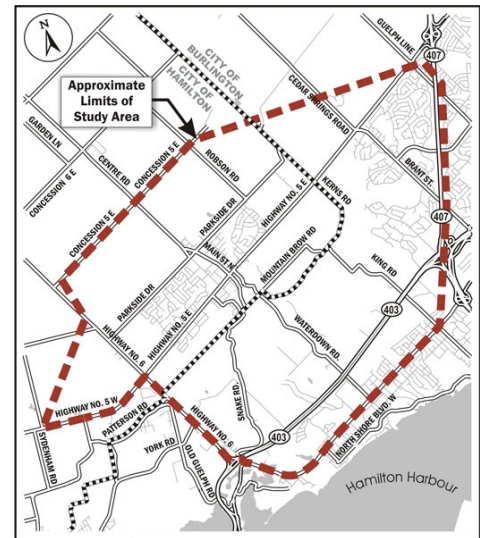 N
GUELPH LINE
407
CITY OF
BURLINGTON
CITY OF
HAMILTON
CEDAR SPRINGS
ROAD
Approximate
Limits of
Study Area
GARDEN LN
CENTRE RD
CONCESSION 5 E
ROBSON RD
BRANT ST.
CONCESSION 6 E
KERNS RD
HIGHWAY NO. 5 E
PARKSIDE DR
407
CONCESSION 5 E
MAIN ST N
MOUNTAIN BROW RD
KING RD
PARKSIDE DR
403
HIGHWAY NO. 6
HIGHWAY NO. 5 E
WATERDOWN RD.
SNAKE RD.
HIGHWAY NO. 5 W
PATTERSON RD
HIGHWAY NO. 6
NORTH SHORE BLVD. W
SYDENHAM RD
YORK RD
OLD GUELPH RD
403
Hamilton Harbour